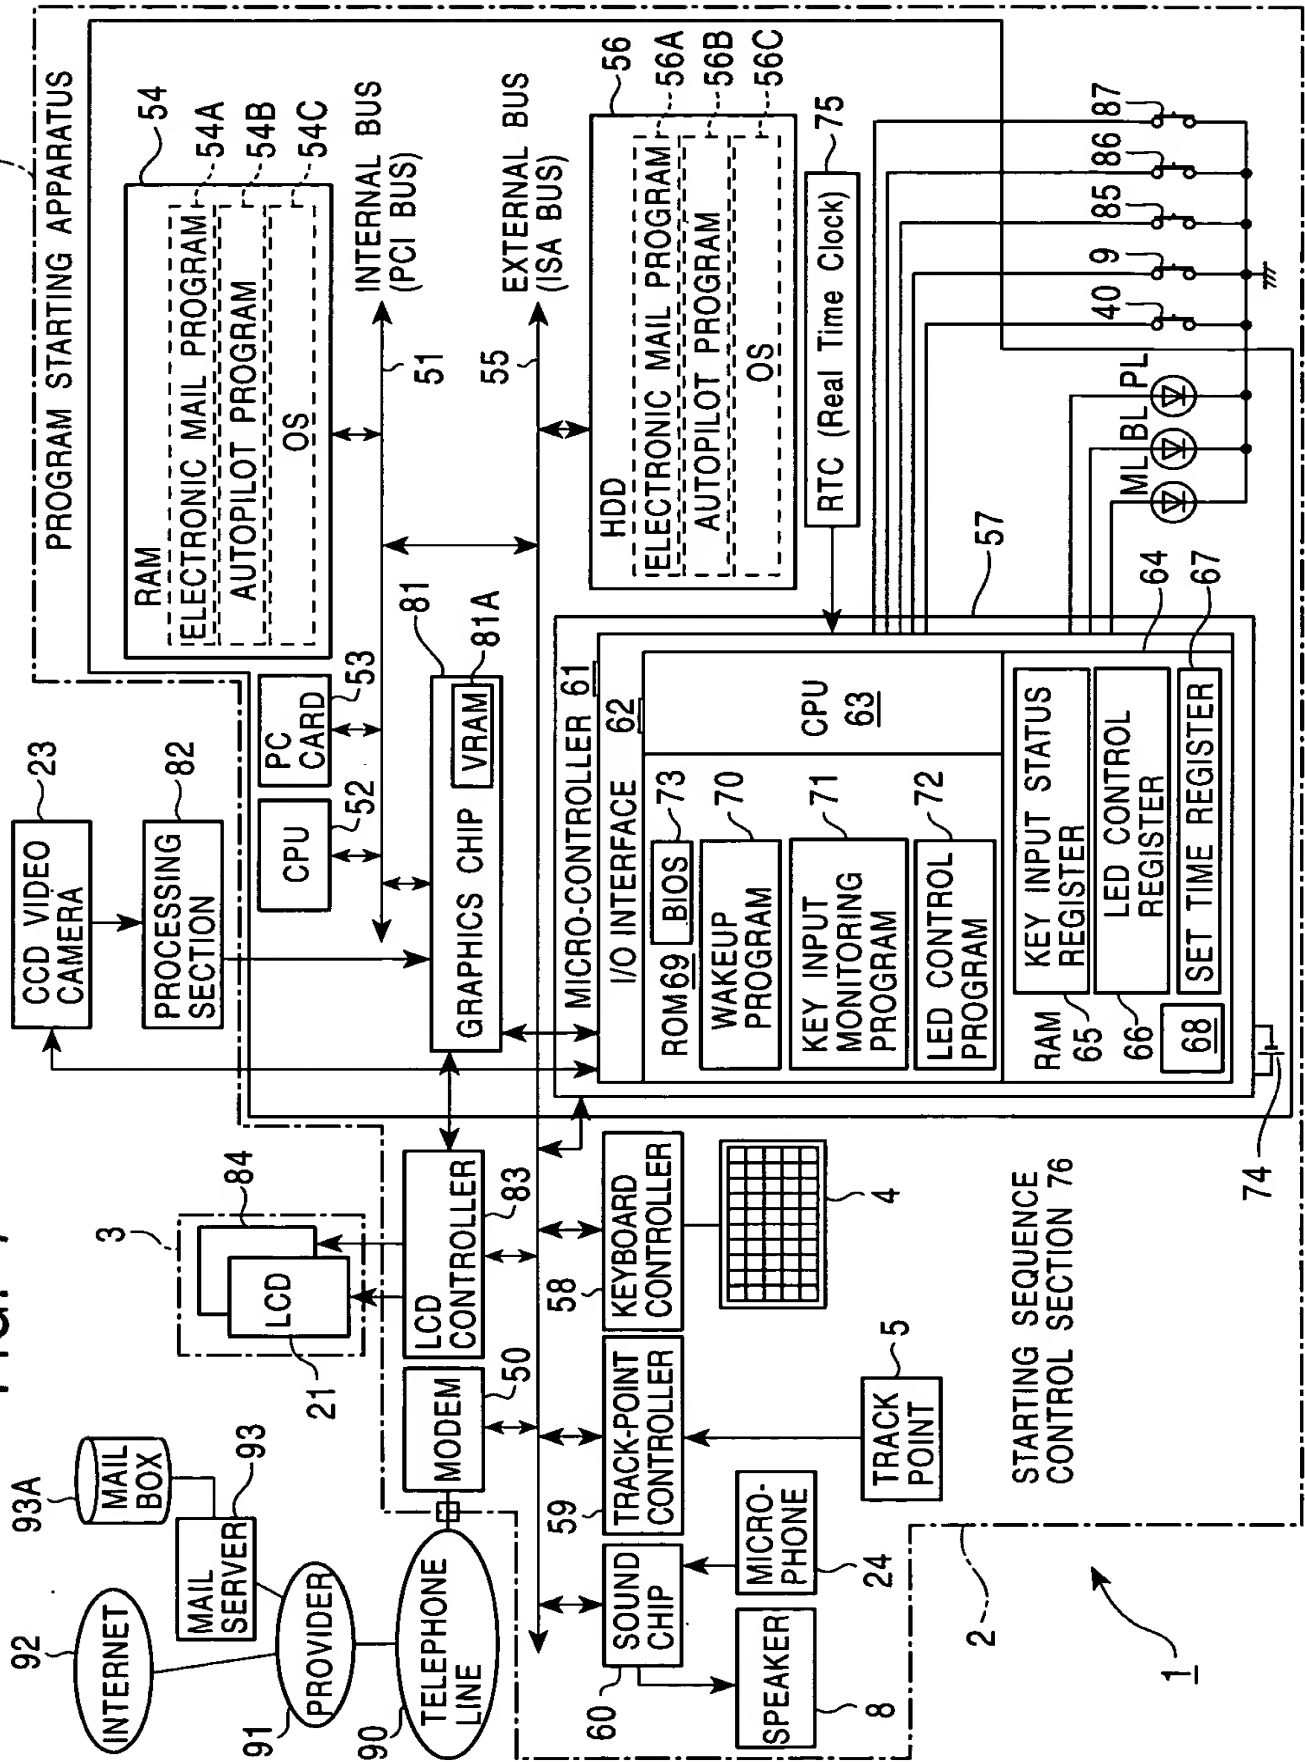 PROGRAM STARTING APPARATUS
92
INTERNET
93A
MAIL
BOX
MAIL
SERVER
93
91
PROVIDER
90
TELEPHONE
LINE
3
84
LCD
21
23
CCD VIDEO
CAMERA
82
PROCESSING
SECTION
CPU
52
PC
CARD
53
RAM
54
ELECTRONIC MAIL PROGRAM
54A
AUTOPILOT PROGRAM
54B
OS
54C
INTERNAL BUS
(PCI BUS)
51
MODEM
50
LCD
CONTROLLER
83
GRAPHICS CHIP
81
VRAM
81A
EXTERNAL BUS
(ISA BUS)
55
60
SOUND
CHIP
59
TRACK-POINT
CONTROLLER
58
KEYBOARD
CONTROLLER
4
SPEAKER
8
MICRO-
PHONE
24
TRACK
POINT
5
HDD
56
ELECTRONIC MAIL PROGRAM
56A
AUTOPILOT PROGRAM
56B
OS
56C
RTC (Real Time Clock)
75
MICRO-CONTROLLER
61
57
I/O INTERFACE
62
ROM 69
BIOS
73
WAKEUP
PROGRAM
70
KEY INPUT
MONITORING
PROGRAM
71
LED CONTROL
PROGRAM
72
CPU
63
RAM
64
65
KEY INPUT STATUS
REGISTER
66
LED CONTROL
REGISTER
SET TIME REGISTER
67
68
74
ML
BL
PL
40
9
85
86
87
STARTING SEQUENCE
CONTROL SECTION 76
2
1